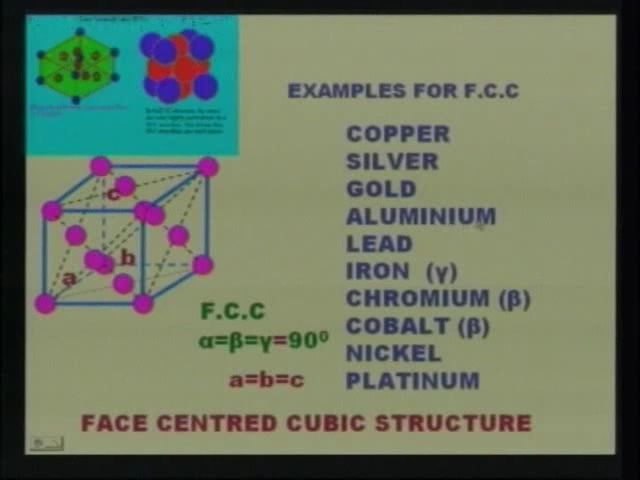 EXAMPLES FOR F.C.C
COPPER
SILVER
GOLD
ALUMINIUM
LEAD
IRON (γ)
CHROMIUM (β)
COBALT (β)
NICKEL
PLATINUM
c
b
a
F.C.C
α=β=γ=90⁰
a=b=c
FACE CENTRED CUBIC STRUCTURE